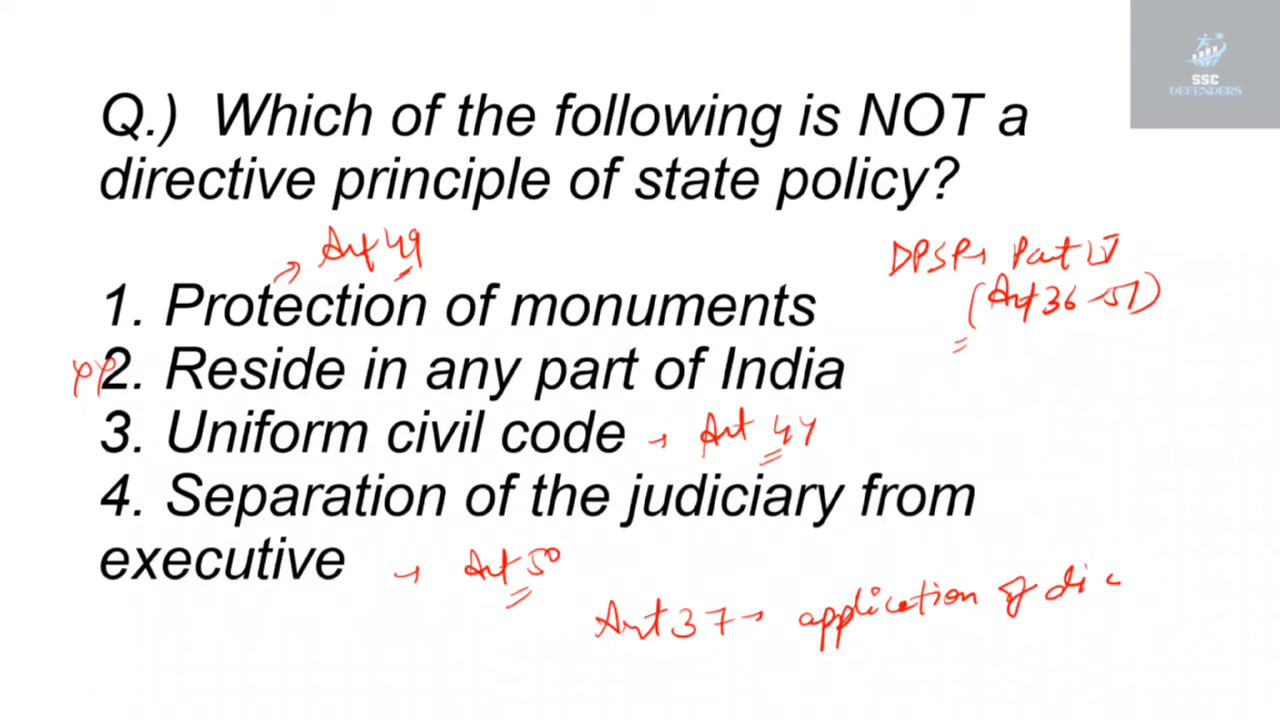 SSC
DEFENDERS
Q.) Which of the following is NOT a
directive principle of state policy?
Art 49
DPSPs Part IV
(Art 36-51)
1. Protection of monuments
2. Reside in any part of India
3. Uniform civil code → Art 44
4. Separation of the judiciary from
executive → Art 50
Art 37 → application of dic